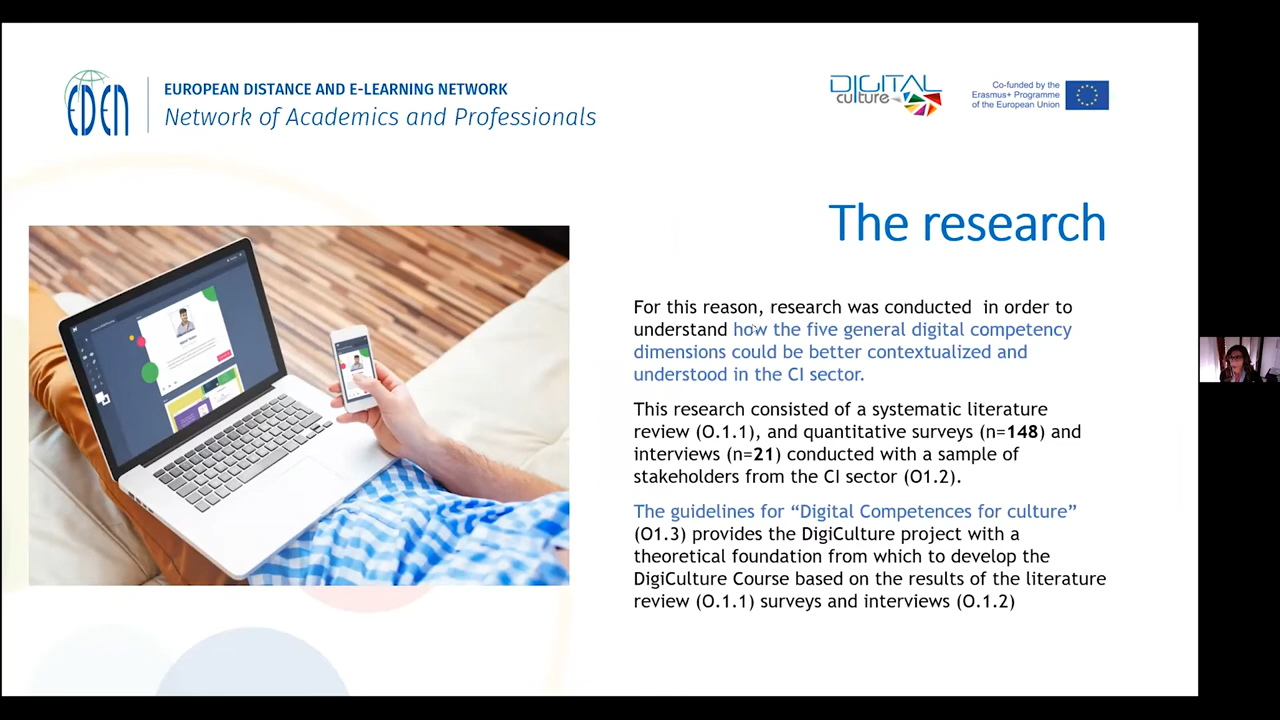 EDEN
EUROPEAN DISTANCE AND E-LEARNING NETWORK
Network of Academics and Professionals
DIGITAL
culture
Co-funded by the
Erasmus+ Programme
of the European Union
The research
For this reason, research was conducted  in order to
understand how the five general digital competency
dimensions could be better contextualized and
understood in the CI sector.
This research consisted of a systematic literature
review (O.1.1), and quantitative surveys (n=148) and
interviews (n=21) conducted with a sample of
stakeholders from the CI sector (O1.2).
The guidelines for “Digital Competences for culture”
(O1.3) provides the DigiCulture project with a
theoretical foundation from which to develop the
DigiCulture Course based on the results of the literature
review (O.1.1) surveys and interviews (O.1.2)